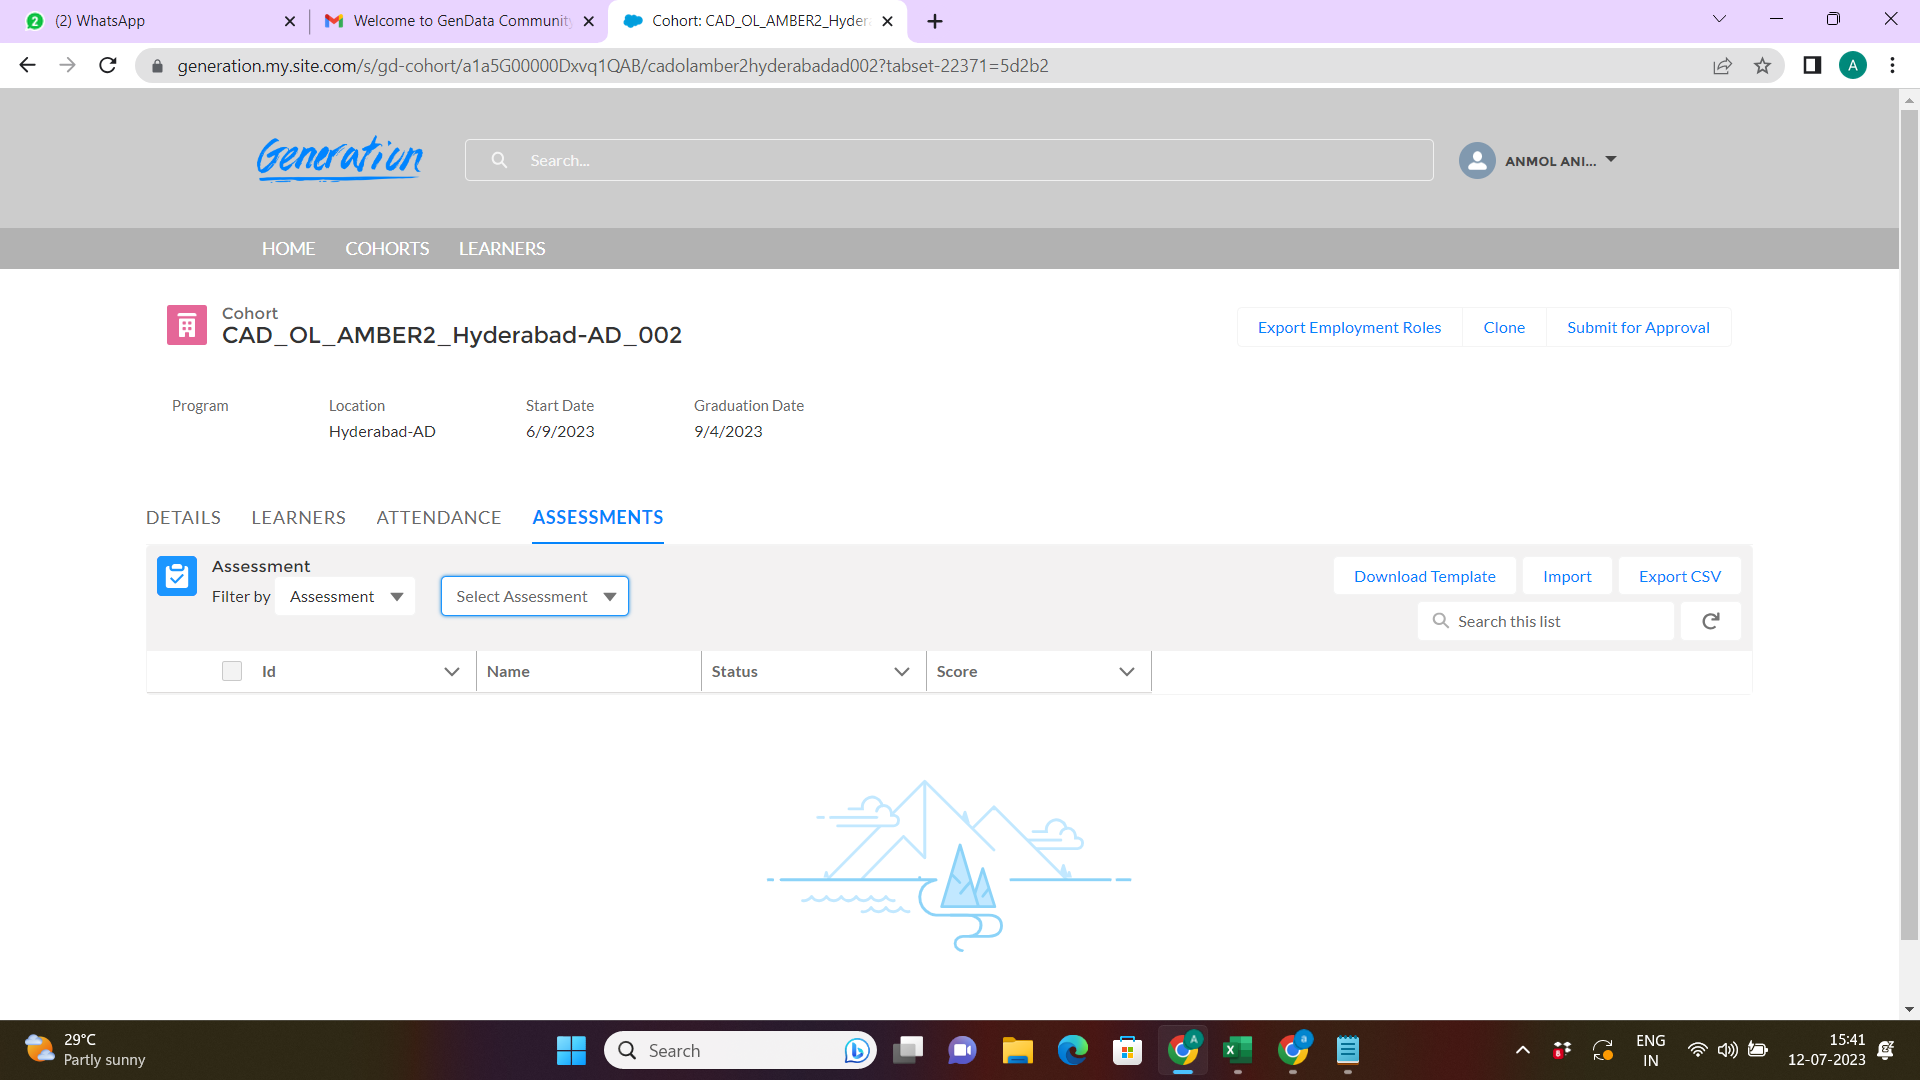 (2) WhatsApp
Welcome to GenData Community
Cohort: CAD_OL_AMBER2_Hyder
generation.my.site.com/s/gd-cohort/a1a5G00000Dxvq1QAB/cadolamber2hyderabadad002?tabset-22371=5d2b2
A
Generation
Search...
ANMOL ANI...
HOME COHORTS LEARNERS
Cohort
CAD_OL_AMBER2_Hyderabad-AD_002
Export Employment Roles Clone Submit for Approval
Program Location Start Date Graduation Date
Hyderabad-AD 6/9/2023 9/4/2023
DETAILS LEARNERS ATTENDANCE ASSESSMENTS
Assessment
Filter by Assessment Select Assessment
Download Template Import Export CSV
Search this list
Id Name Status Score
29°C
Partly sunny
Search
ENG
IN
15:41
12-07-2023